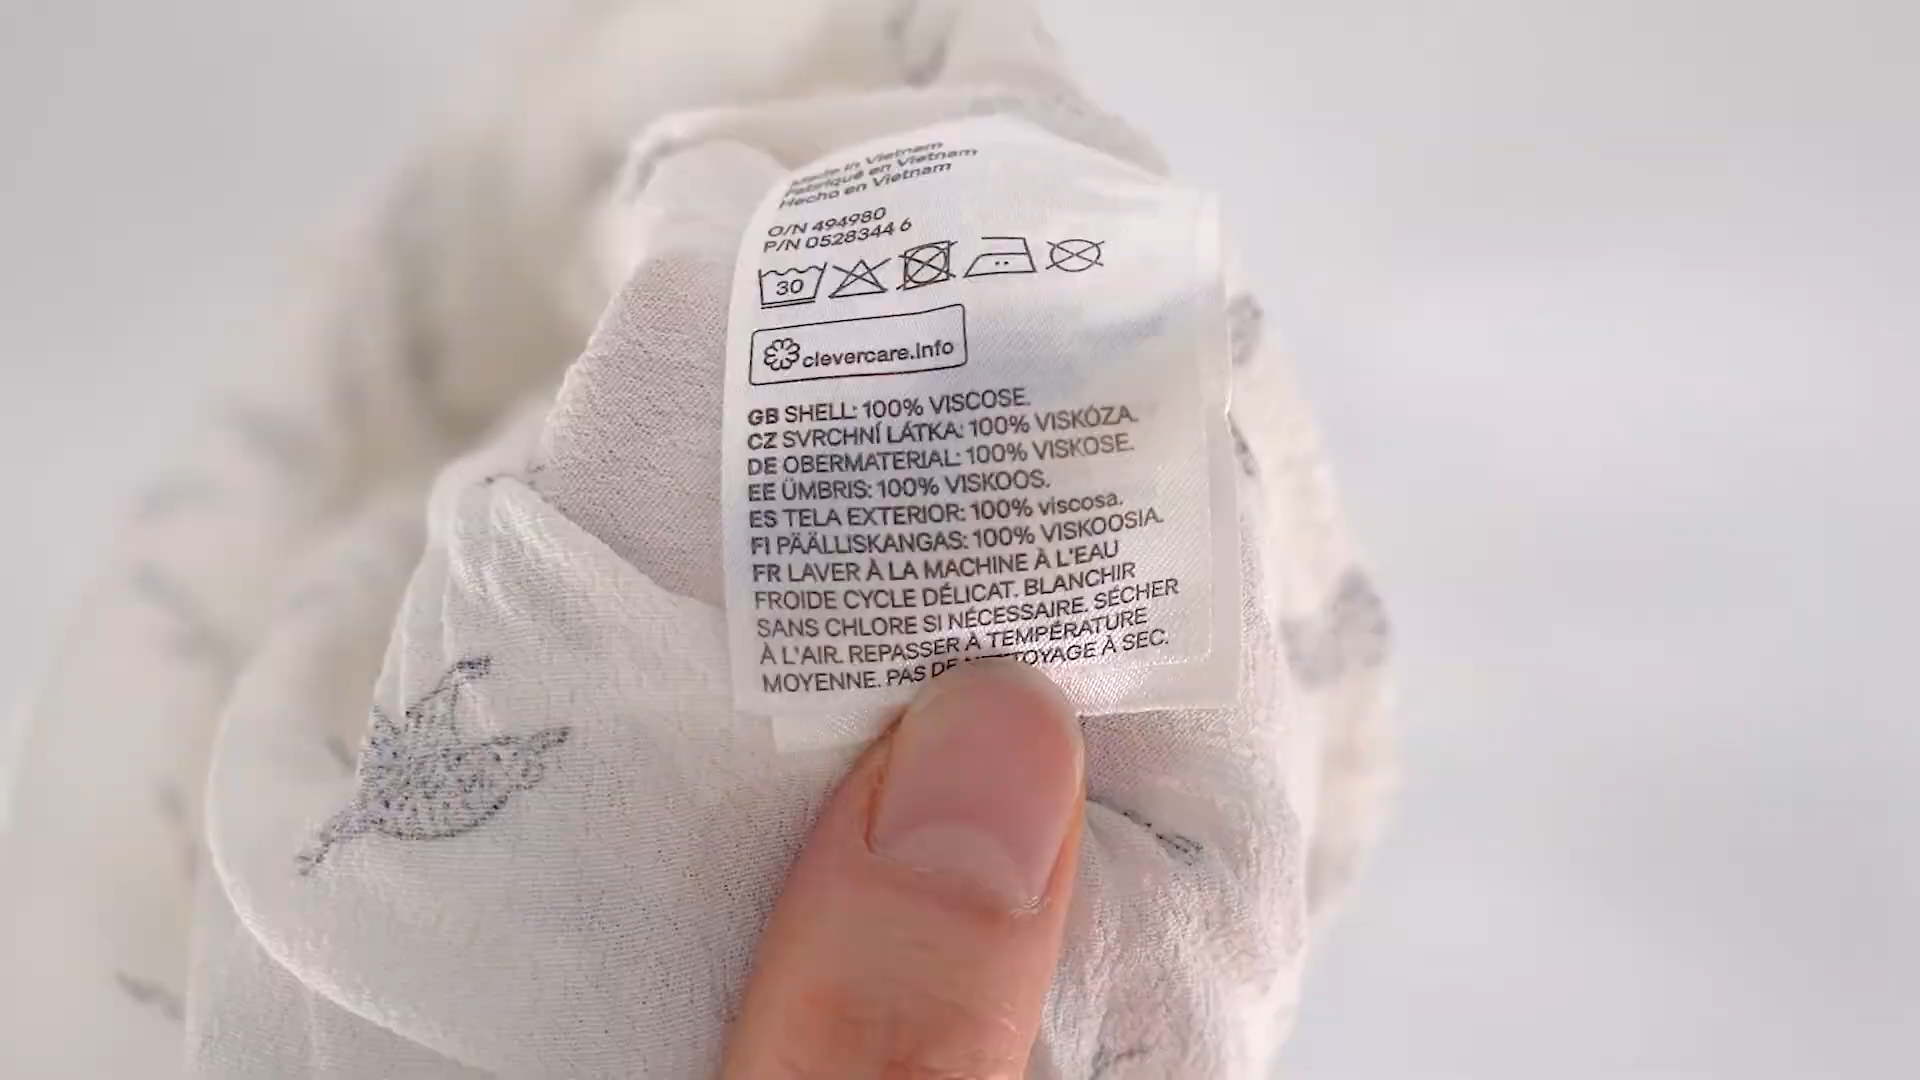 Made in Vietnam
Fabriqué en Vietnam
Hecho en Vietnam
O/N 494980
P/N 0528344 6
30
clevercare.info
GB SHELL: 100% VISCOSE.
CZ SVRCHNÍ LÁTKA: 100% VISKÓZA.
DE OBERMATERIAL: 100% VISKOSE.
EE ÜMBRIS: 100% VISKOOS.
ES TELA EXTERIOR: 100% viscosa.
FI PÄÄLLISKANGAS: 100% VISKOOSIA.
FR LAVER À LA MACHINE À L'EAU
FROIDE CYCLE DÉLICAT. BLANCHIR
SANS CHLORE SI NÉCESSAIRE. SÉCHER
À L'AIR. REPASSER À TEMPÉRATURE
MOYENNE. PAS DE NETTOYAGE À SEC.